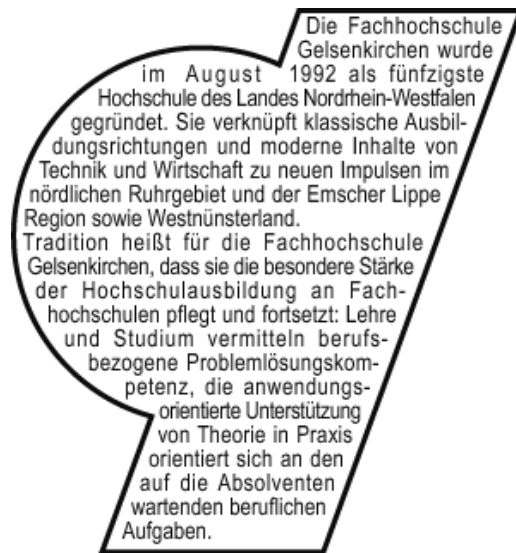 Die Fachhochschule
Gelsenkirchen wurde
im August 1992 als fünfzigste
Hochschule des Landes Nordrhein-Westfalen
gegründet. Sie verknüpft klassische Ausbil-
dungsrichtungen und moderne Inhalte von
Technik und Wirtschaft zu neuen Impulsen im
nördlichen Ruhrgebiet und der Emscher Lippe
Region sowie Westnünsterland.
Tradition heißt für die Fachhochschule
Gelsenkirchen, dass sie die besondere Stärke
der Hochschulausbildung an Fach-
hochschulen pflegt und fortsetzt: Lehre
und Studium vermitteln berufs-
bezogene Problemlösungskom-
petenz, die anwendungs-
orientierte Unterstützung
von Theorie in Praxis
orientiert sich an den
auf die Absolventen
wartenden beruflichen
Aufgaben.